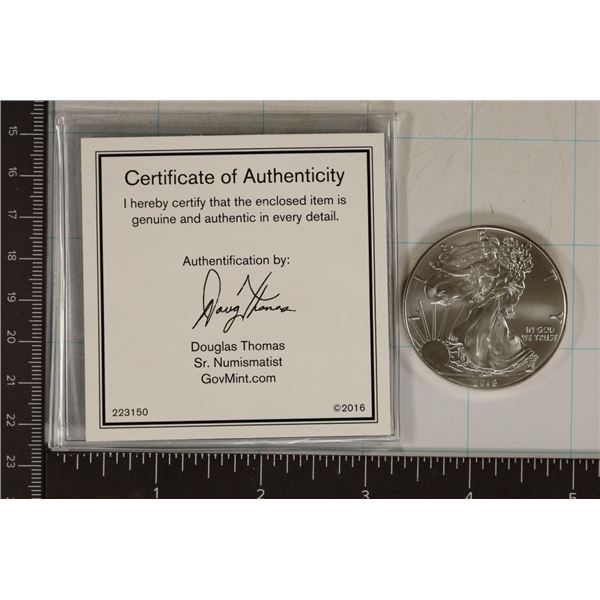 Certificate of Authenticity
I hereby certify that the enclosed item is
genuine and authentic in every detail.
Authentification by:
Doug Thomas
Douglas Thomas
Sr. Numismatist
GovMint.com
223150 ©2016
L I T Y
IN GOD
WE TRUST
2016
15
16
17
18
19
20
21
22
23
1 2 3 4 5